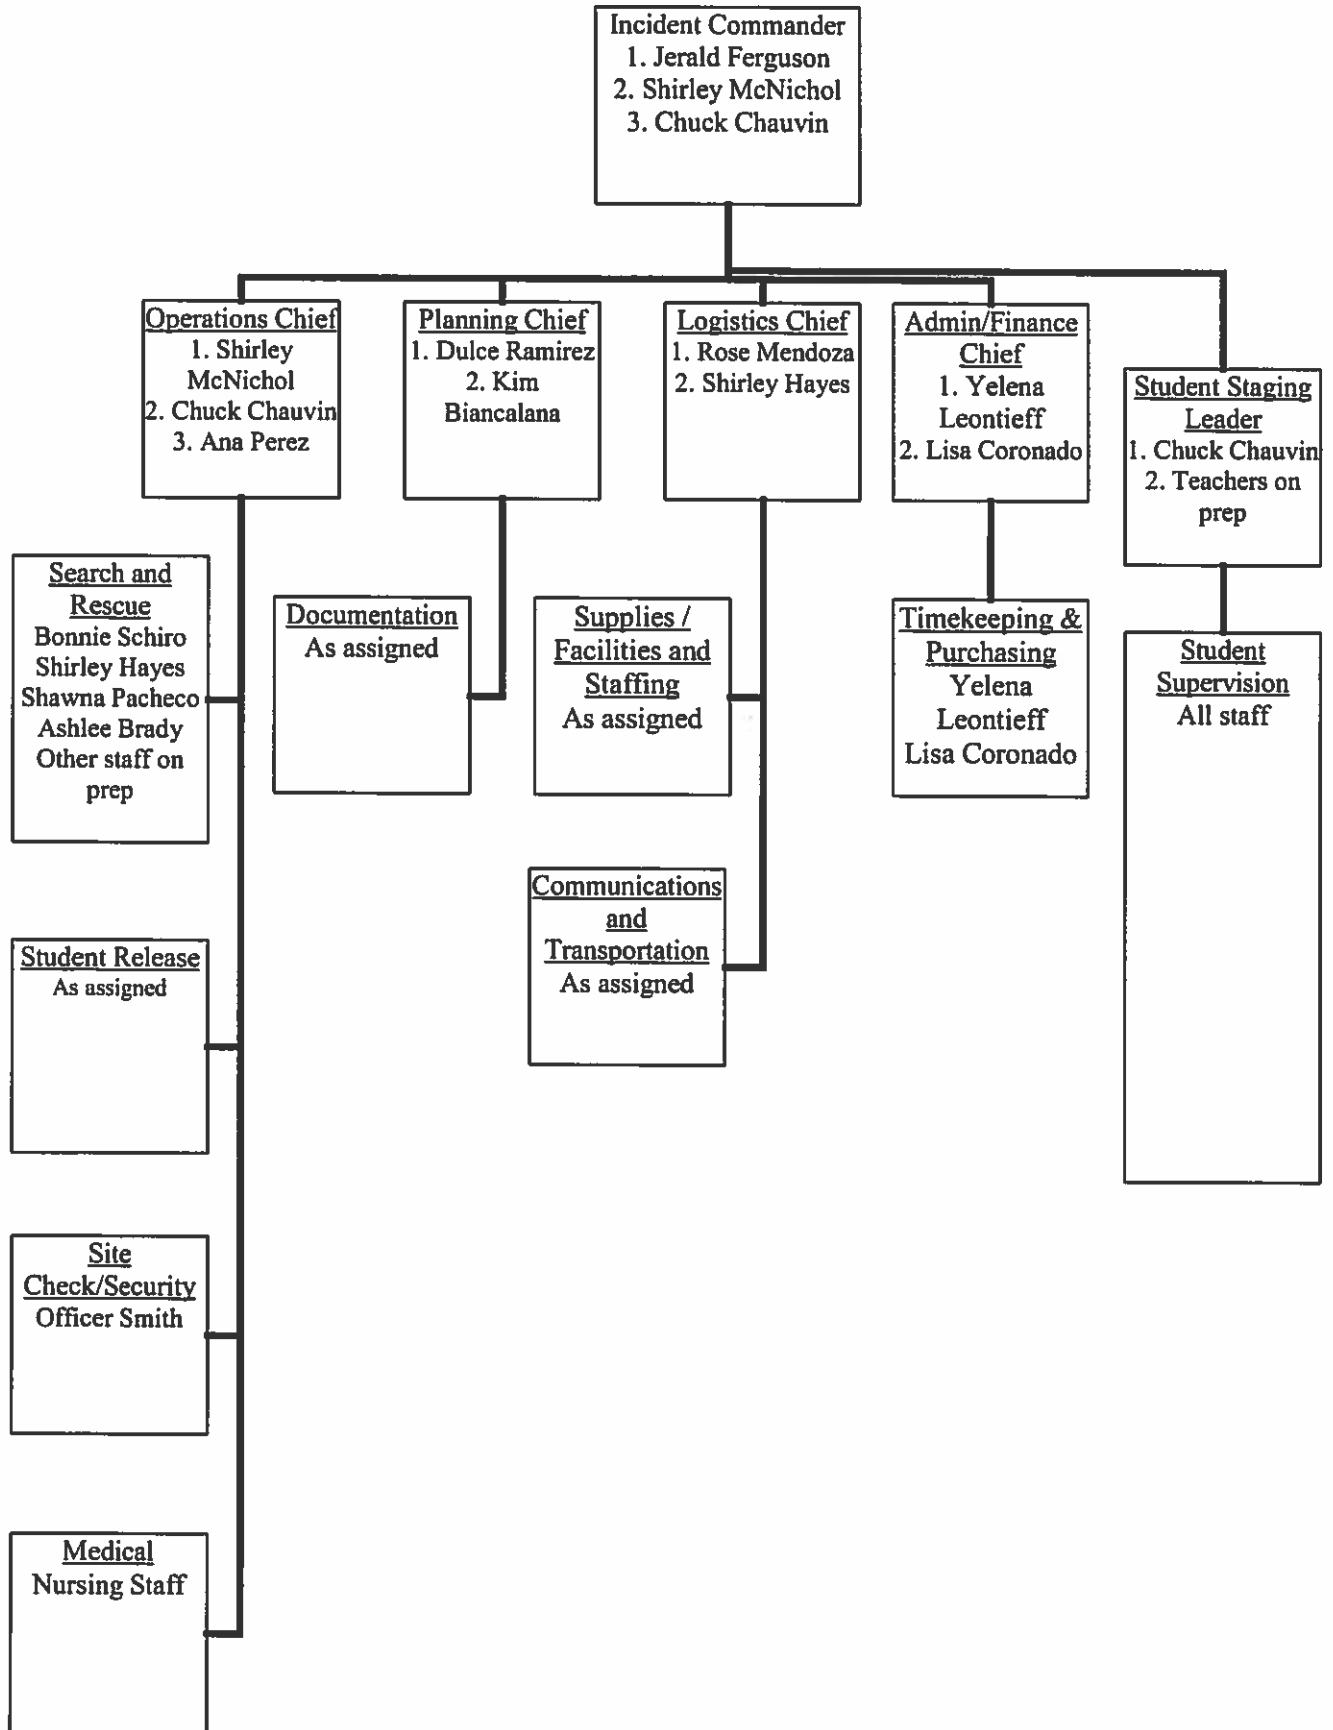 Incident Commander
1. Jerald Ferguson
2. Shirley McNichol
3. Chuck Chauvin
Operations Chief
1. Shirley
McNichol
2. Chuck Chauvin
3. Ana Perez
Planning Chief
1. Dulce Ramirez
2. Kim
Biancalana
Logistics Chief
1. Rose Mendoza
2. Shirley Hayes
Admin/Finance
Chief
1. Yelena
Leontieff
2. Lisa Coronado
Student Staging
Leader
1. Chuck Chauvin
2. Teachers on
prep
Search and
Rescue
Bonnie Schiro
Shirley Hayes
Shawna Pacheco
Ashlee Brady
Other staff on
prep
Documentation
As assigned
Supplies /
Facilities and
Staffing
As assigned
Timekeeping &
Purchasing
Yelena
Leontieff
Lisa Coronado
Student
Supervision
All staff
Communications
and
Transportation
As assigned
Student Release
As assigned
Site
Check/Security
Officer Smith
Medical
Nursing Staff